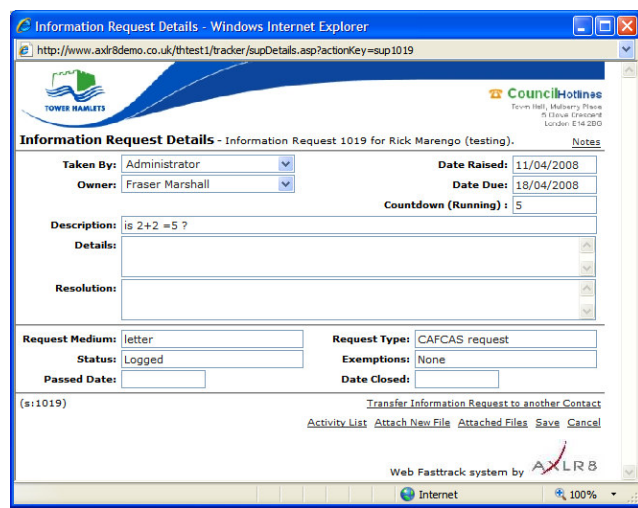 Information Request Details - Windows Internet Explorer
http://www.axlr8demo.co.uk/thtest1/tracker/supDetails.asp?actionKey=sup1019
TOWER HAMLETS
CouncilHotlines
Town Hall, Mulberry Place
5 Clove Crescent
London E14 2BG
Information Request Details - Information Request 1019 for Rick Marengo (testing). Notes
Taken By: Administrator Date Raised: 11/04/2008
Owner: Fraser Marshall Date Due: 18/04/2008
Countdown (Running) : 5
Description: is 2+2 =5 ?
Details:
Resolution:
Request Medium: letter Request Type: CAFCAS request
Status: Logged Exemptions: None
Passed Date: Date Closed:
(s:1019) Transfer Information Request to another Contact
Activity List Attach New File Attached Files Save Cancel
Web Fasttrack system by AXLR8
Internet 100%